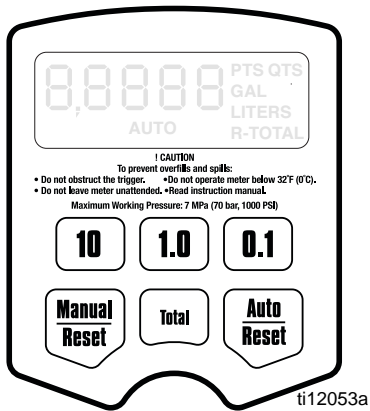 8,8888 PTS QTS
GAL
LITERS
AUTO R-TOTAL
! CAUTION
To prevent overfills and spills:
• Do not obstruct the trigger. •Do not operate meter below 32°F (0°C).
• Do not leave meter unattended. •Read instruction manual.
Maximum Working Pressure: 7 MPa (70 bar, 1000 PSI)
10 1.0 0.1
Manual Total Auto
Reset Reset
ti12053a